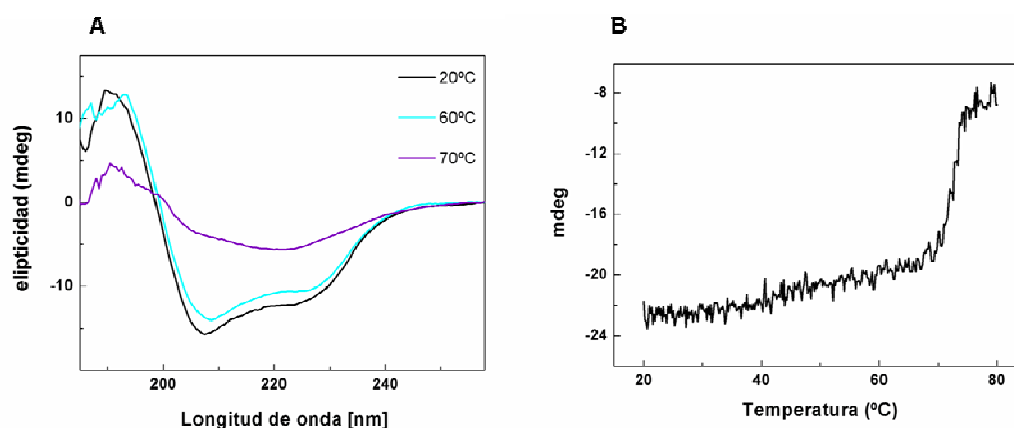 A
20ºC
60ºC
70ºC
10
0
-10
elipticidad (mdeg)
200
220
240
Longitud de onda [nm]
B
-8
-12
-16
-20
-24
mdeg
20
40
60
80
Temperatura (ºC)